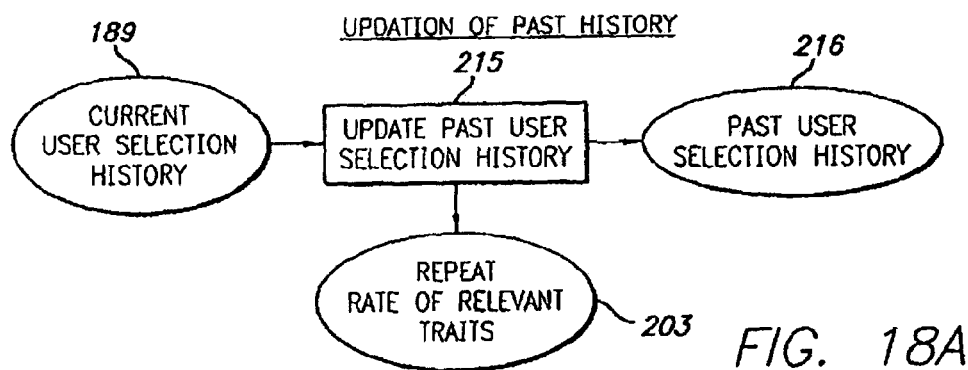 UPDATION OF PAST HISTORY
189
215
216
CURRENT
USER SELECTION
HISTORY
UPDATE PAST USER
SELECTION HISTORY
PAST USER
SELECTION HISTORY
REPEAT
RATE OF RELEVANT
TRAITS
203
FIG. 18A